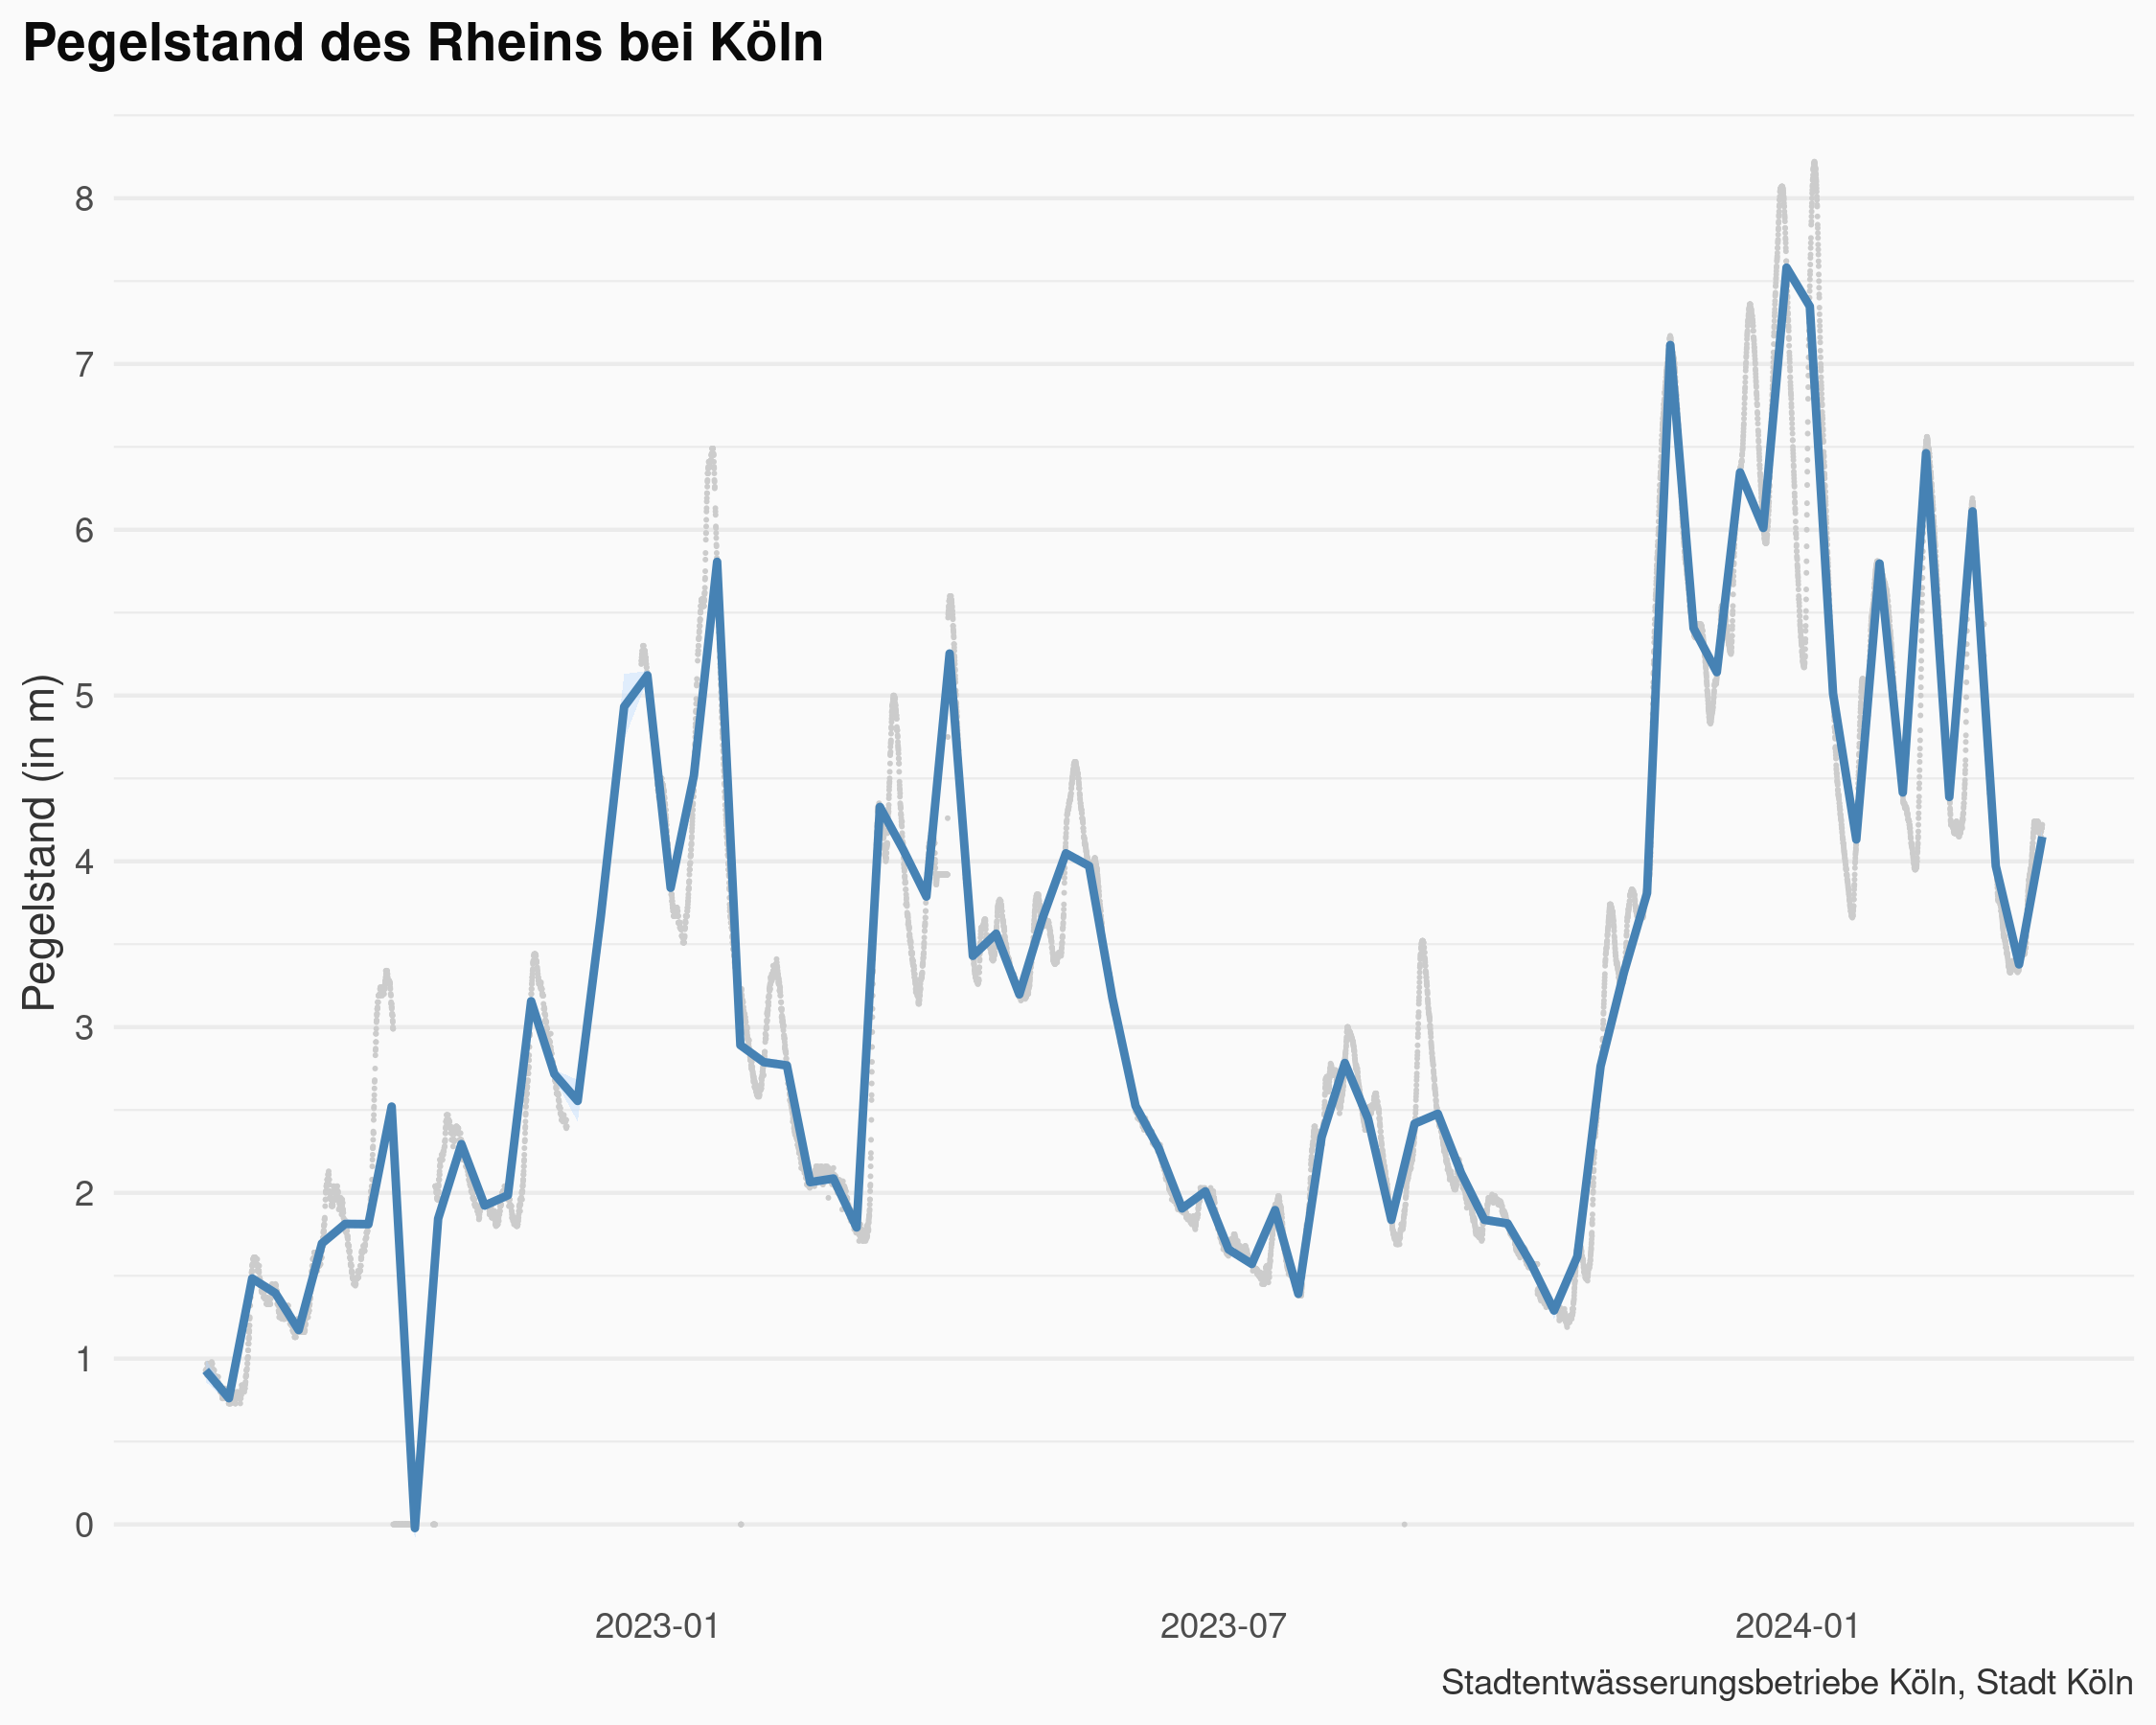 Pegelstand des Rheins bei Köln
Pegelstand (in m)
8
7
6
5
4
3
2
1
0
2023-01 2023-07 2024-01
Stadtentwässerungsbetriebe Köln, Stadt Köln